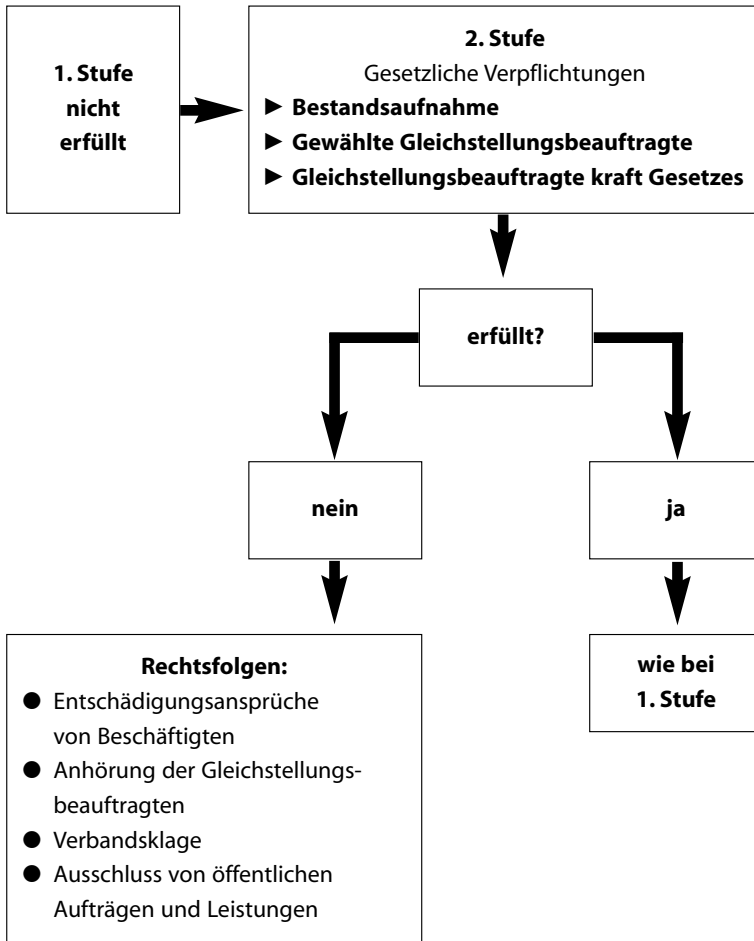 1. Stufe
nicht
erfüllt
2. Stufe
Gesetzliche Verpflichtungen
► Bestandsaufnahme
► Gewählte Gleichstellungsbeauftragte
► Gleichstellungsbeauftragte kraft Gesetzes
erfüllt?
nein
ja
Rechtsfolgen:
● Entschädigungsansprüche
von Beschäftigten
● Anhörung der Gleichstellungs-
beauftragten
● Verbandsklage
● Ausschluss von öffentlichen
Aufträgen und Leistungen
wie bei
1. Stufe